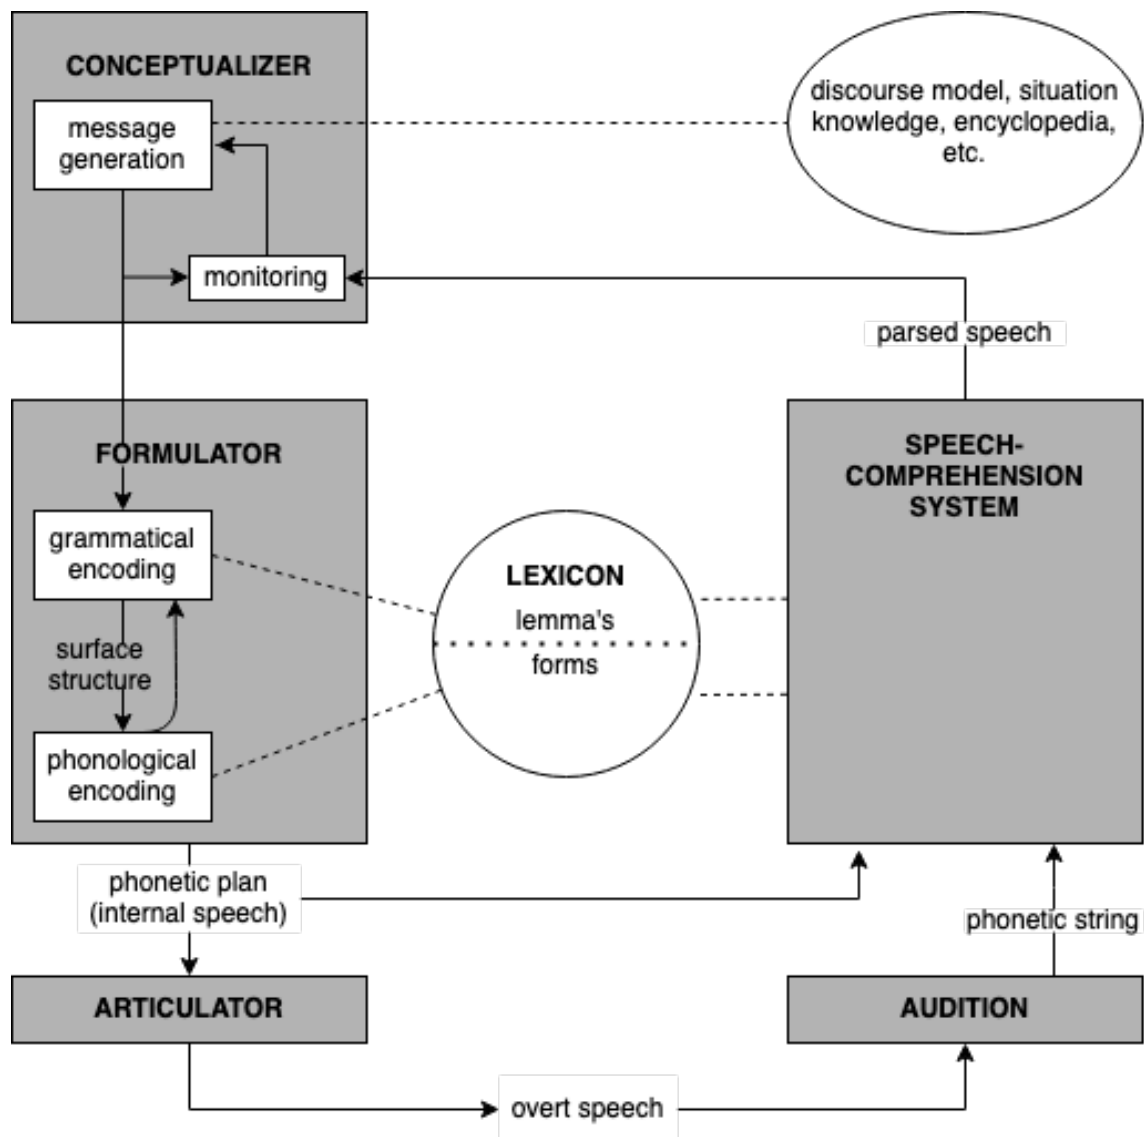 CONCEPTUALIZER
message
generation
monitoring
discourse model, situation
knowledge, encyclopedia,
etc.
parsed speech
FORMULATOR
grammatical
encoding
surface
structure
phonological
encoding
LEXICON
lemma's
forms
SPEECH-
COMPREHENSION
SYSTEM
phonetic plan
(internal speech)
phonetic string
ARTICULATOR
AUDITION
overt speech